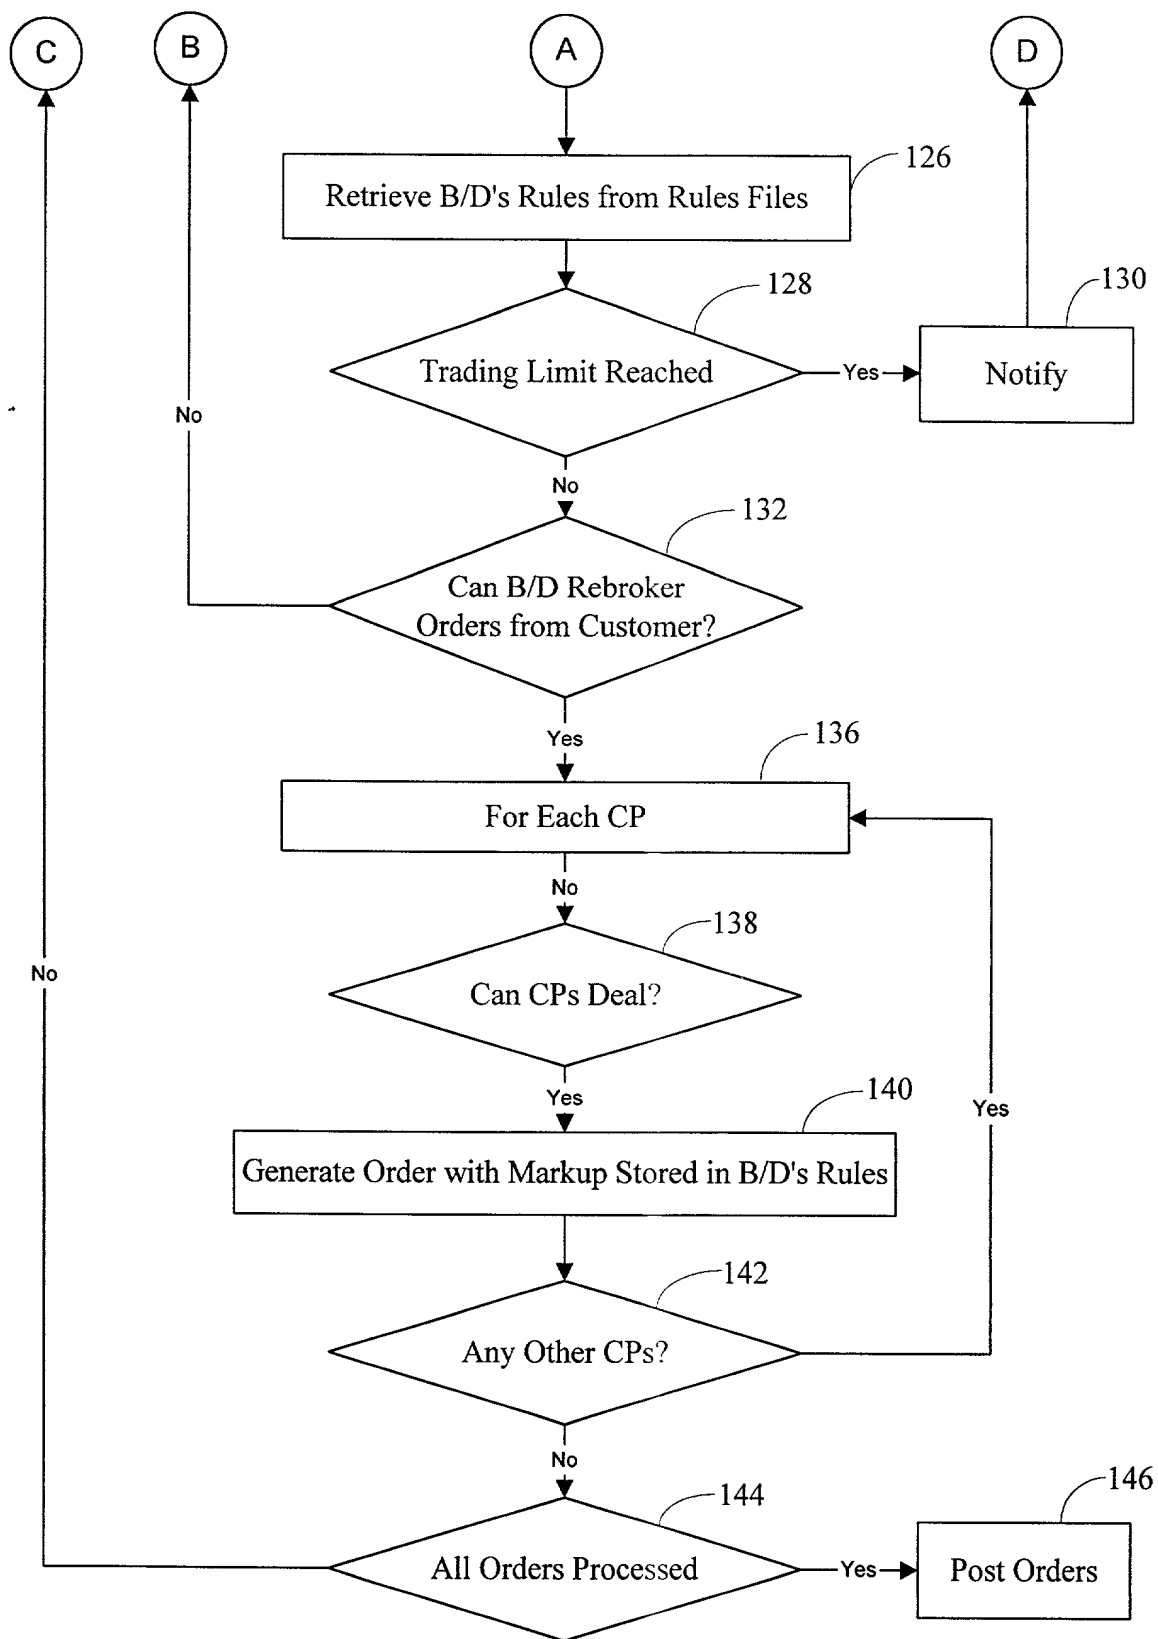 C
B
A
D
126
Retrieve B/D's Rules from Rules Files
128
130
Trading Limit Reached
Yes
Notify
No
No
132
Can B/D Rebroker
Orders from Customer?
Yes
136
For Each CP
No
138
No
Can CPs Deal?
Yes
140
Yes
Generate Order with Markup Stored in B/D's Rules
142
Any Other CPs?
No
144
146
All Orders Processed
Yes
Post Orders